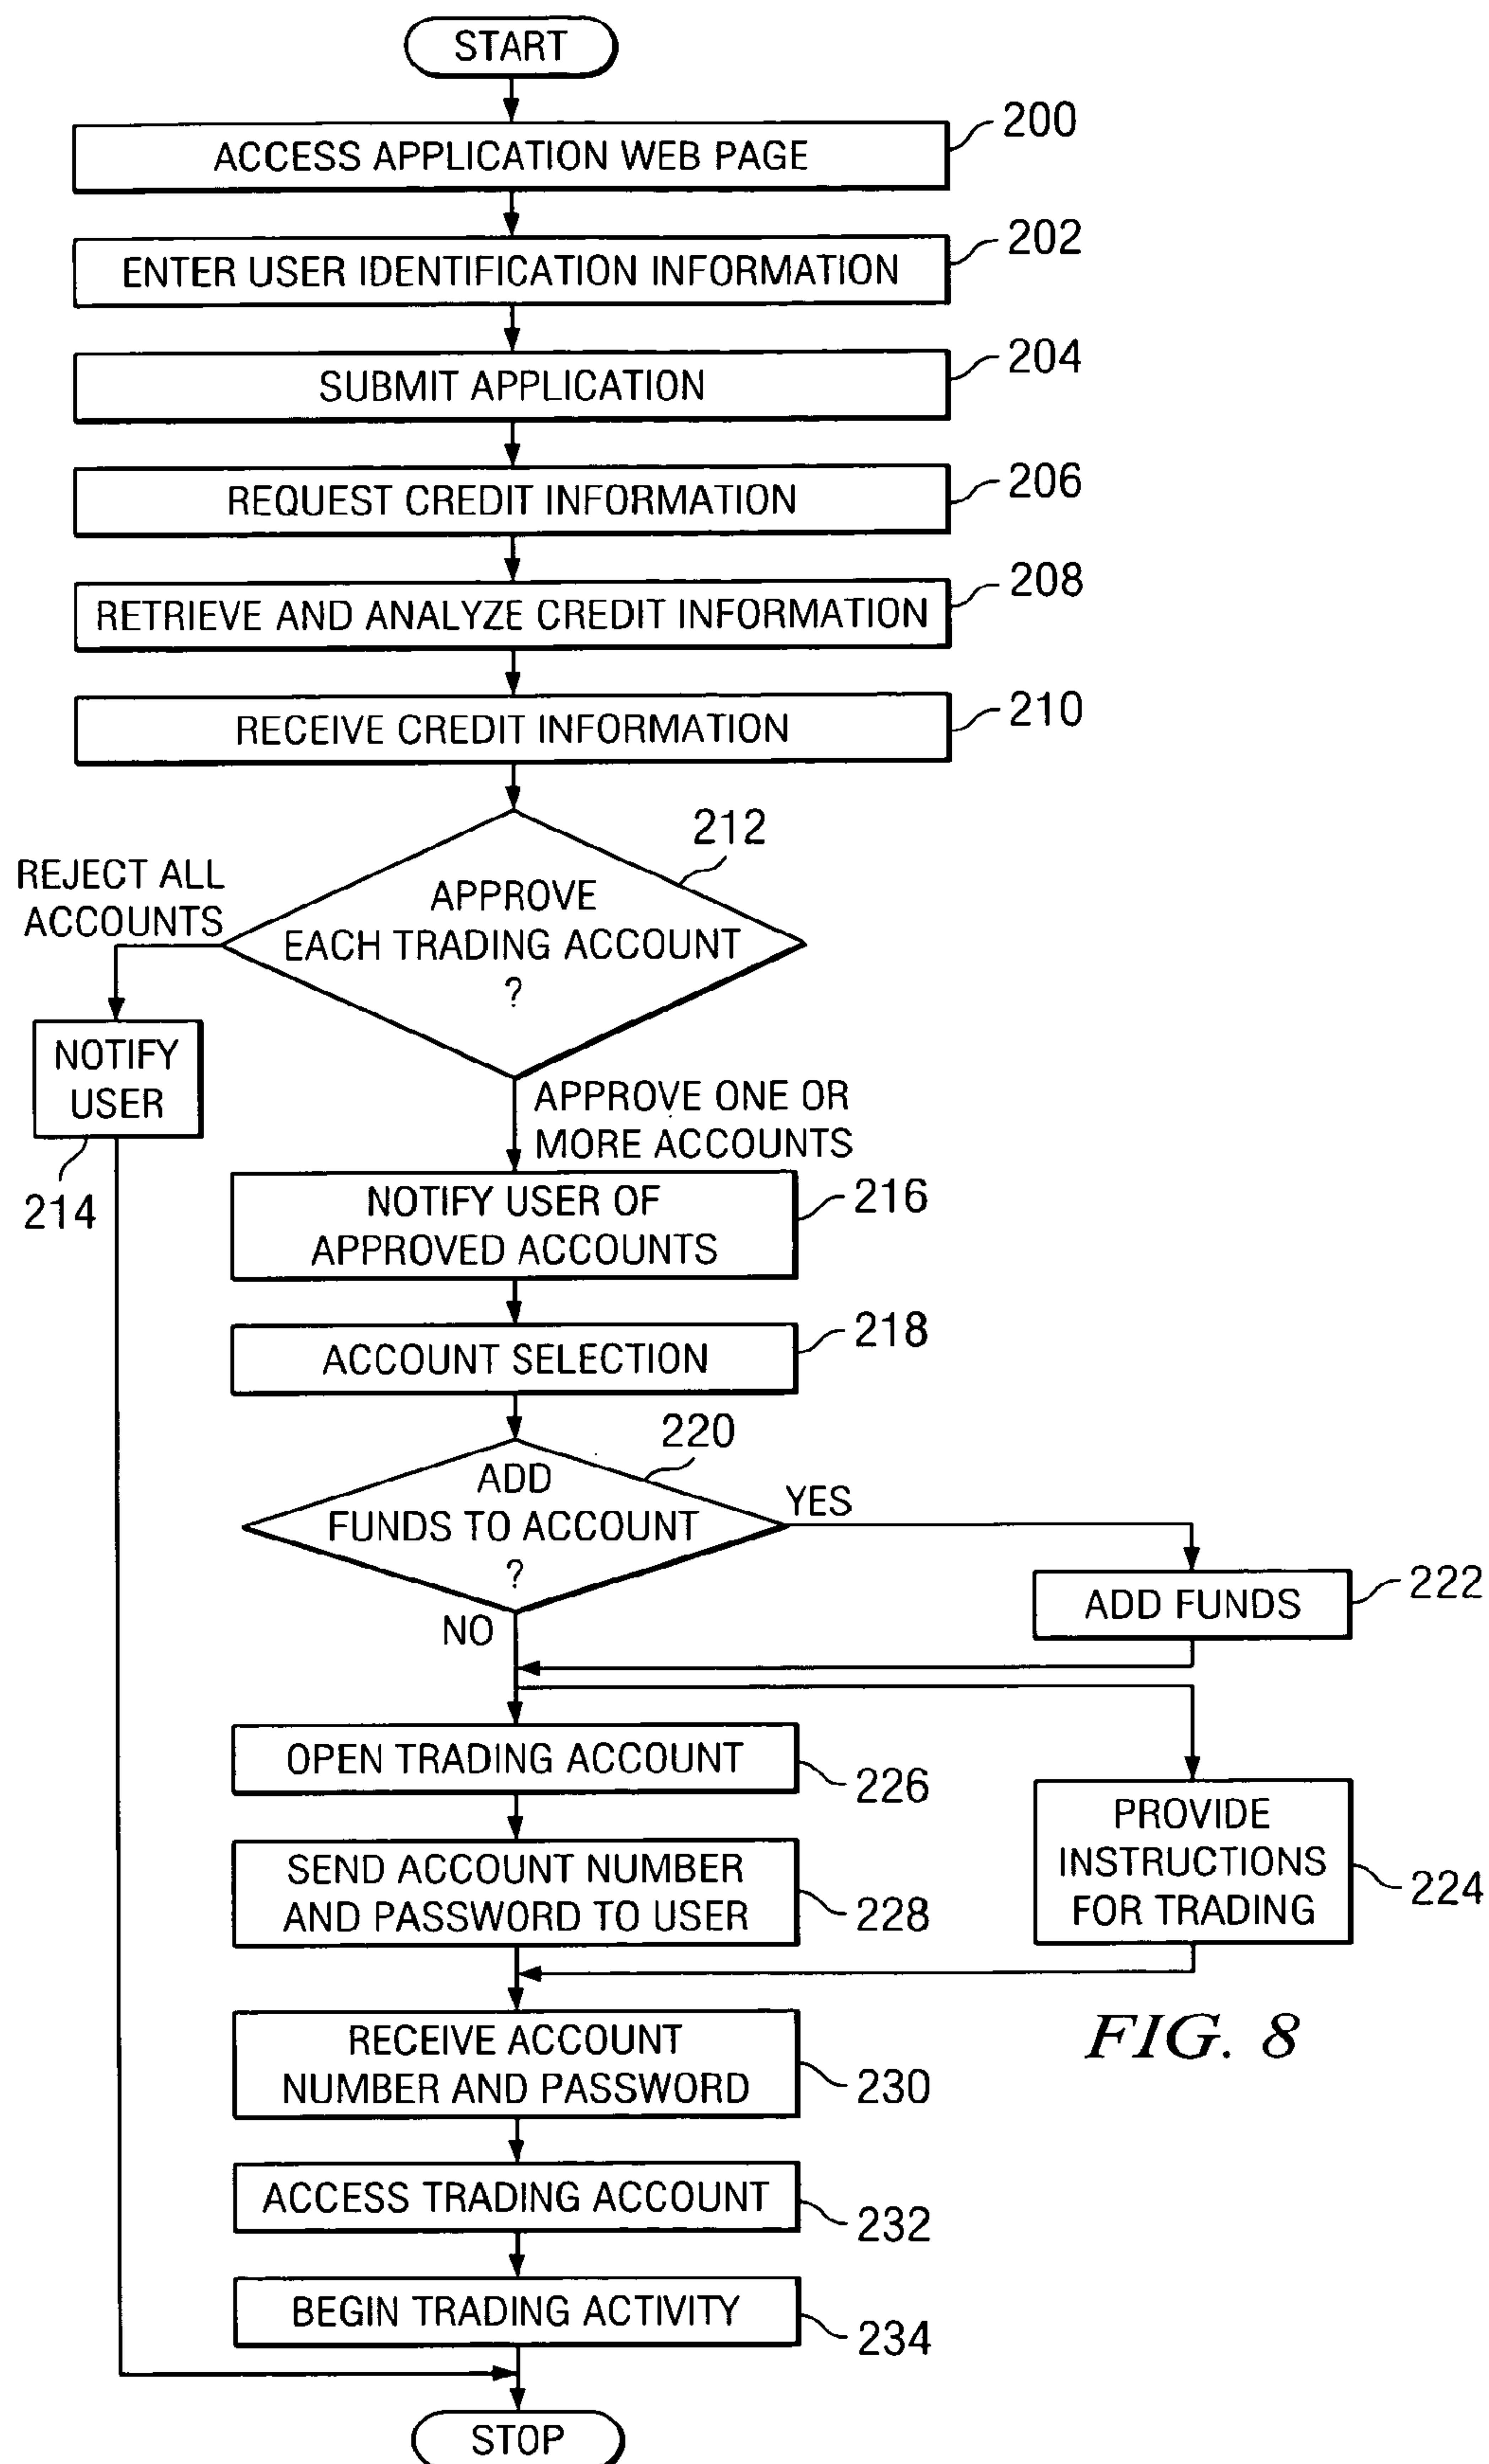 START
ACCESS APPLICATION WEB PAGE
200
ENTER USER IDENTIFICATION INFORMATION
202
SUBMIT APPLICATION
204
REQUEST CREDIT INFORMATION
206
RETRIEVE AND ANALYZE CREDIT INFORMATION
208
RECEIVE CREDIT INFORMATION
210
212
APPROVE
EACH TRADING ACCOUNT
?
REJECT ALL
ACCOUNTS
NOTIFY
USER
214
APPROVE ONE OR
MORE ACCOUNTS
NOTIFY USER OF
APPROVED ACCOUNTS
216
ACCOUNT SELECTION
218
220
ADD
FUNDS TO ACCOUNT
?
YES
NO
ADD FUNDS
222
OPEN TRADING ACCOUNT
226
PROVIDE
INSTRUCTIONS
FOR TRADING
224
SEND ACCOUNT NUMBER
AND PASSWORD TO USER
228
RECEIVE ACCOUNT
NUMBER AND PASSWORD
230
FIG. 8
ACCESS TRADING ACCOUNT
232
BEGIN TRADING ACTIVITY
234
STOP